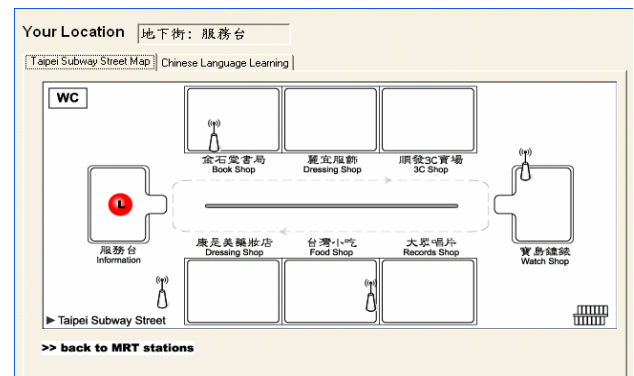 Your Location 地下街: 服務台
Taipei Subway Street Map Chinese Language Learning
WC
金石堂書局 麗宜服飾 順發3C賣場
Book Shop Dressing Shop 3C Shop
L
服務台
Information
康是美藥妝店 台灣小吃 大眾唱片
Dressing Shop Food Shop Records Shop
寶島鐘錶
Watch Shop
Taipei Subway Street
>> back to MRT stations